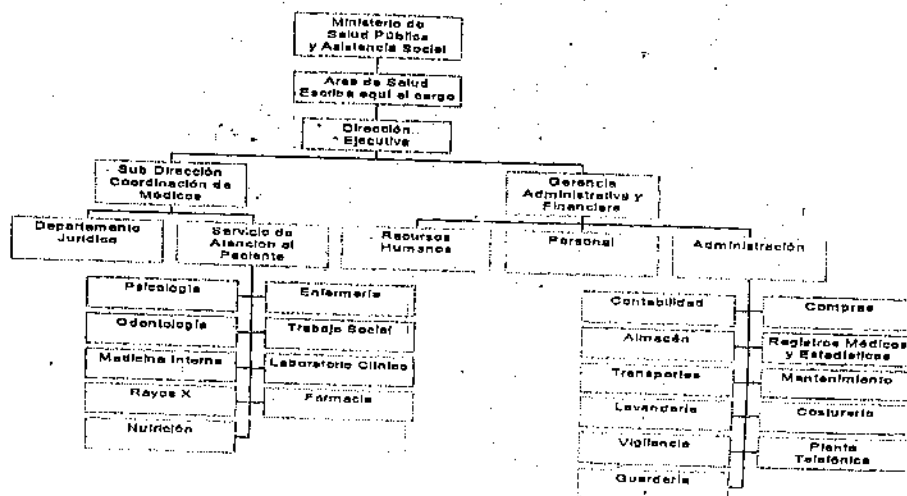 Ministerio de
Salud Pública
y Asistencia Social
Area de Salud
Escriba aquí el cargo
Dirección
Ejecutiva
Sub Dirección
Coordinación de
Médicos
Gerencia
Administrativa y
Financiera
Departamento
Jurídico
Servicio de
Atención al
Paciente
Recursos
Humanos
Personal
Administración
Psicología
Enfermería
Odontología
Trabajo Social
Medicina Interna
Laboratorio Clínico
Rayos X
Farmacia
Nutrición
Contabilidad
Compras
Almacén
Registros Médicos
y Estadísticas
Transportes
Mantenimiento
Lavandería
Costurería
Vigilancia
Planta
Telefónica
Guardería